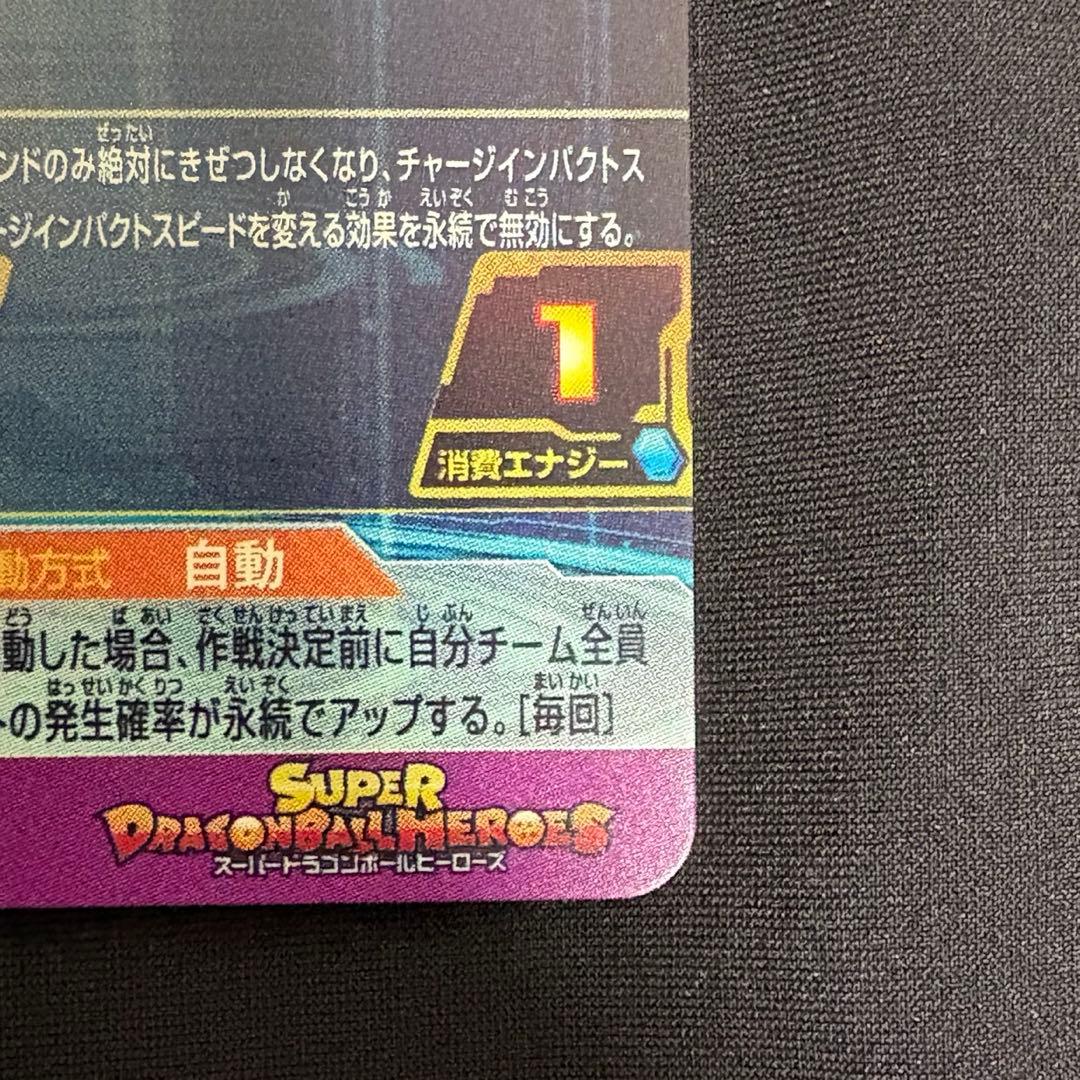 ンドのみ絶対にきぜつしなくなり、チャージインパクトス
ージインパクトスピードを変える効果を永続で無効にする。
1
消費エナジー
動方式 自動
動した場合、作戦決定前に自分チーム全員
トの発生確率が永続でアップする。[毎回]
SUPER
DRAGONBALL HEROES
スーパードラゴンボールヒーローズ